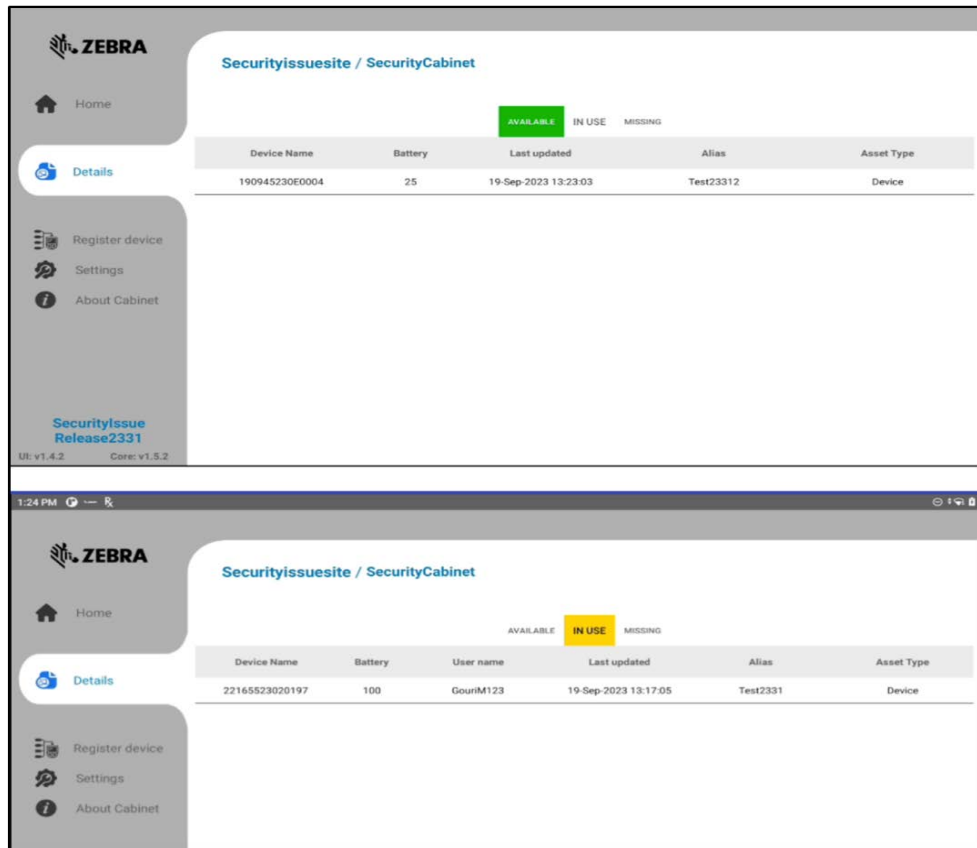 ZEBRA
Securityissuesite / SecurityCabinet
Home
AVAILABLE IN USE MISSING
Device Name Battery Last updated Alias Asset Type
Details
190945230E0004 25 19-Sep-2023 13:23:03 Test23312 Device
Register device
Settings
About Cabinet
SecurityIssue
Release2331
UI: v1.4.2 Core: v1.5.2
1:24 PM
ZEBRA
Securityissuesite / SecurityCabinet
Home
AVAILABLE IN USE MISSING
Device Name Battery User name Last updated Alias Asset Type
Details
22165523020197 100 GouriM123 19-Sep-2023 13:17:05 Test2331 Device
Register device
Settings
About Cabinet